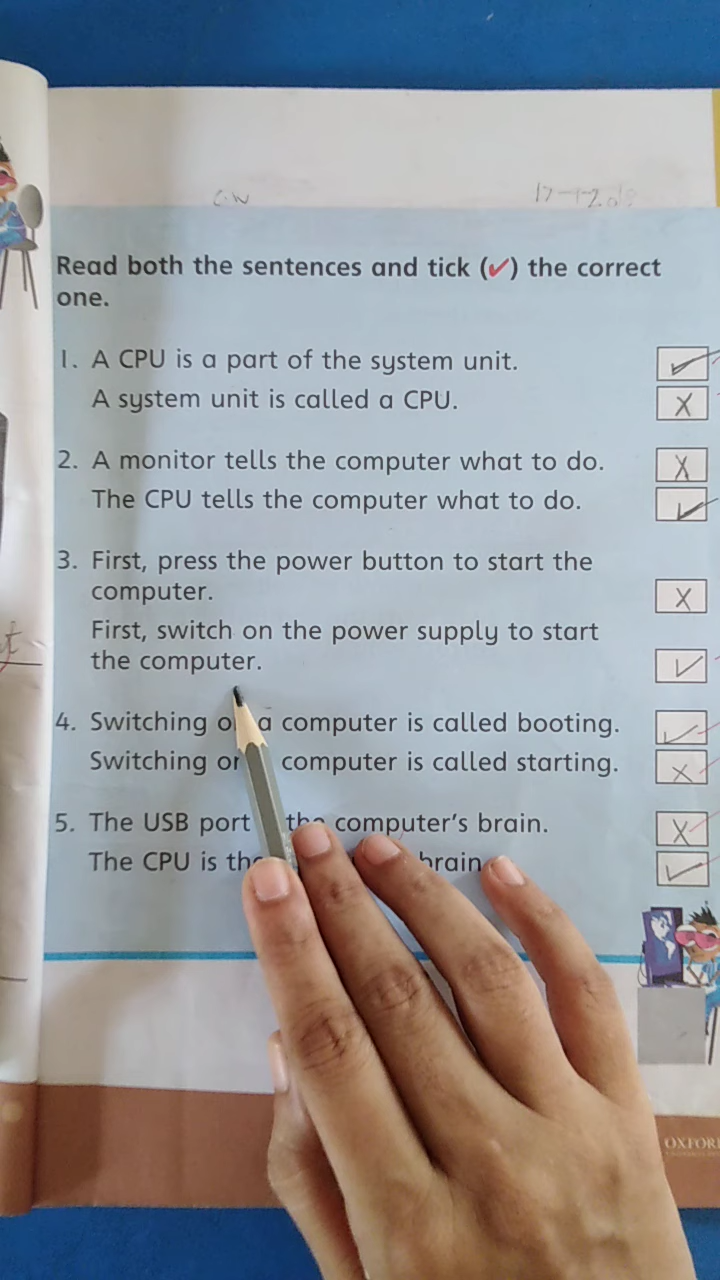 C.W
Read both the sentences and tick (✔) the correct
one.
1. A CPU is a part of the system unit. ✓
A system unit is called a CPU. X
2. A monitor tells the computer what to do. X
The CPU tells the computer what to do. ✓
3. First, press the power button to start the
computer. X
First, switch on the power supply to start
the computer. ✓
4. Switching a computer is called booting. ✓
Switching computer is called starting. X
5. The USB port computer's brain. X
The CPU is brain ✓
OXFOR